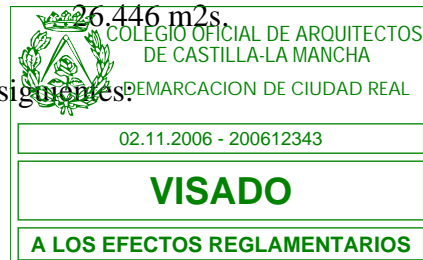 26.446 m2s.
COLEGIO OFICIAL DE ARQUITECTOS
DE CASTILLA-LA MANCHA
siguientes:
DEMARCACION DE CIUDAD REAL
02.11.2006 - 200612343
VISADO
A LOS EFECTOS REGLAMENTARIOS